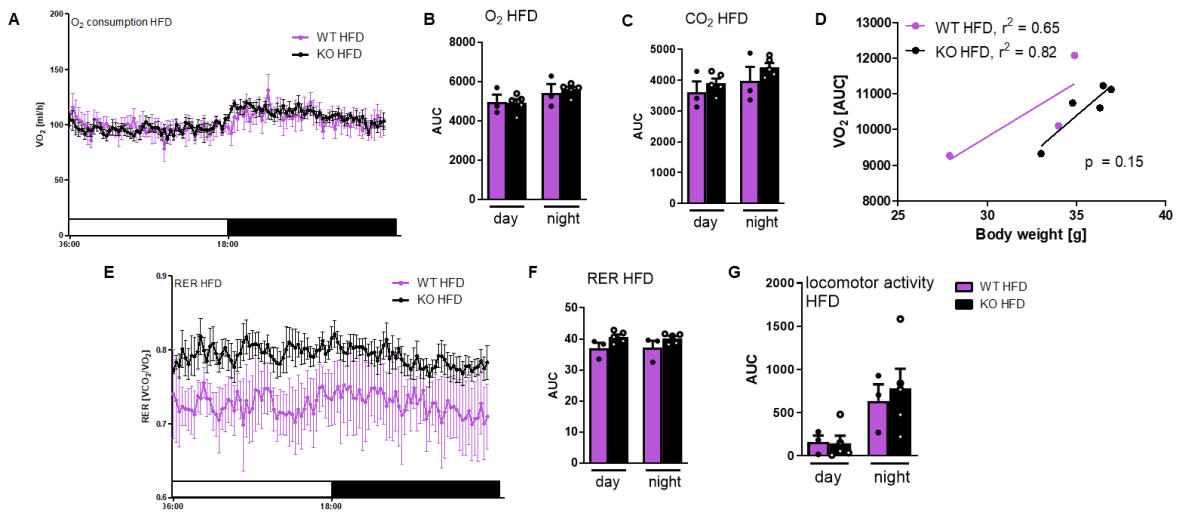 A
O₂ consumption HFD
WT HFD
KO HFD
VO₂ [ml/h]
200
150
100
50
0
06:00
18:00
B
O₂ HFD
AUC
8000
6000
4000
2000
0
day
night
C
CO₂ HFD
AUC
5000
4000
3000
2000
1000
0
day
night
D
WT HFD, r² = 0.65
KO HFD, r² = 0.82
VO₂ [AUC]
13000
12000
11000
10000
9000
8000
p = 0.15
25
30
35
40
Body weight [g]
E
RER HFD
WT HFD
KO HFD
RER [VCO₂/VO₂]
0.9
0.8
0.7
0.6
06:00
18:00
F
RER HFD
AUC
50
40
30
20
10
0
day
night
G
locomotor activity
HFD
WT HFD
KO HFD
AUC
2000
1500
1000
500
0
day
night